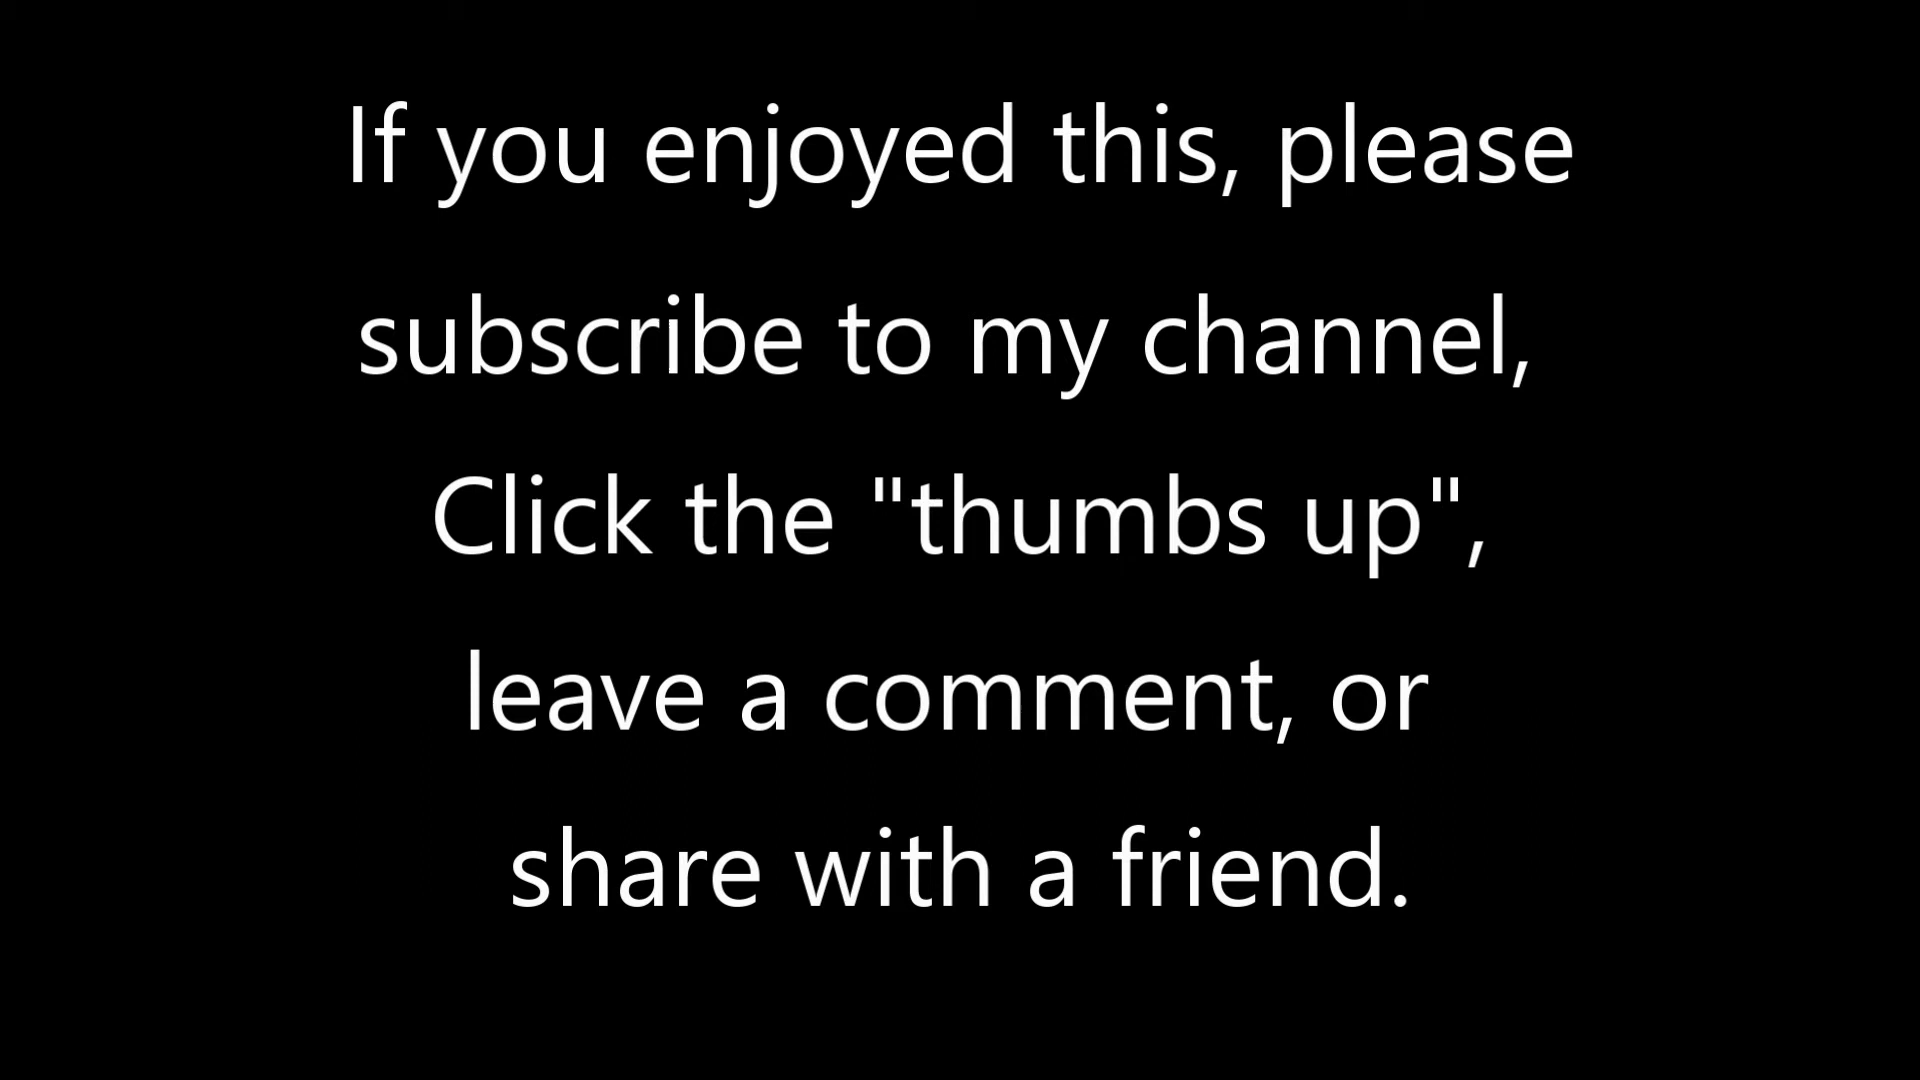 If you enjoyed this, please
subscribe to my channel,
Click the "thumbs up",
leave a comment, or
share with a friend.